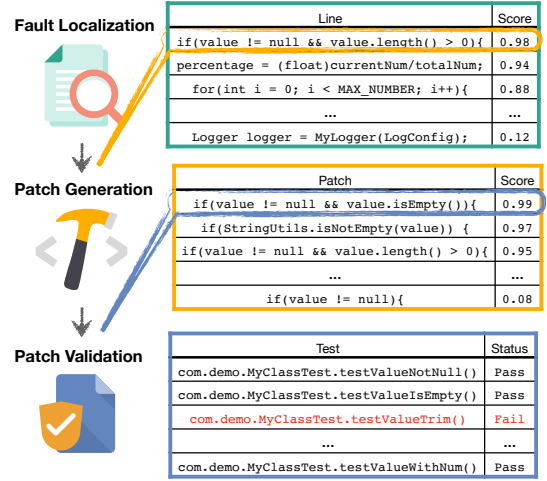 Fault Localization
Line Score
if(value != null && value.length() > 0){ 0.98
percentage = (float)currentNum/totalNum; 0.94
for(int i = 0; i < MAX_NUMBER; i++){ 0.88
... ...
Logger logger = MyLogger(LogConfig); 0.12
Patch Generation
Patch Score
if(value != null && value.isEmpty()){ 0.99
if(StringUtils.isNotEmpty(value)) { 0.97
if(value != null && value.length() > 0){ 0.95
... ...
if(value != null){ 0.08
Patch Validation
Test Status
com.demo.MyClassTest.testValueNotNull() Pass
com.demo.MyClassTest.testValueIsEmpty() Pass
com.demo.MyClassTest.testValueTrim() Fail
... ...
com.demo.MyClassTest.testValueWithNum() Pass